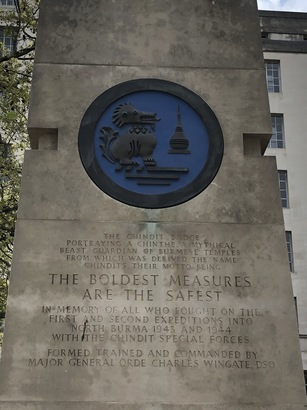 THE CHINDIT BADGE
PORTRAYING A CHINTHE A MYTHICAL
BEAST GUARDIAN OF BURMESE TEMPLES
FROM WHICH WAS DERIVED THE NAME
CHINDITS THEIR MOTTO BEING
THE BOLDEST MEASURES
ARE THE SAFEST
IN MEMORY OF ALL WHO FOUGHT ON THE
FIRST AND SECOND EXPEDITIONS INTO
NORTH BURMA 1943 AND 1944
WITH THE CHINDIT SPECIAL FORCES
FORMED TRAINED AND COMMANDED BY
MAJOR GENERAL ORDE CHARLES WINGATE, DSO